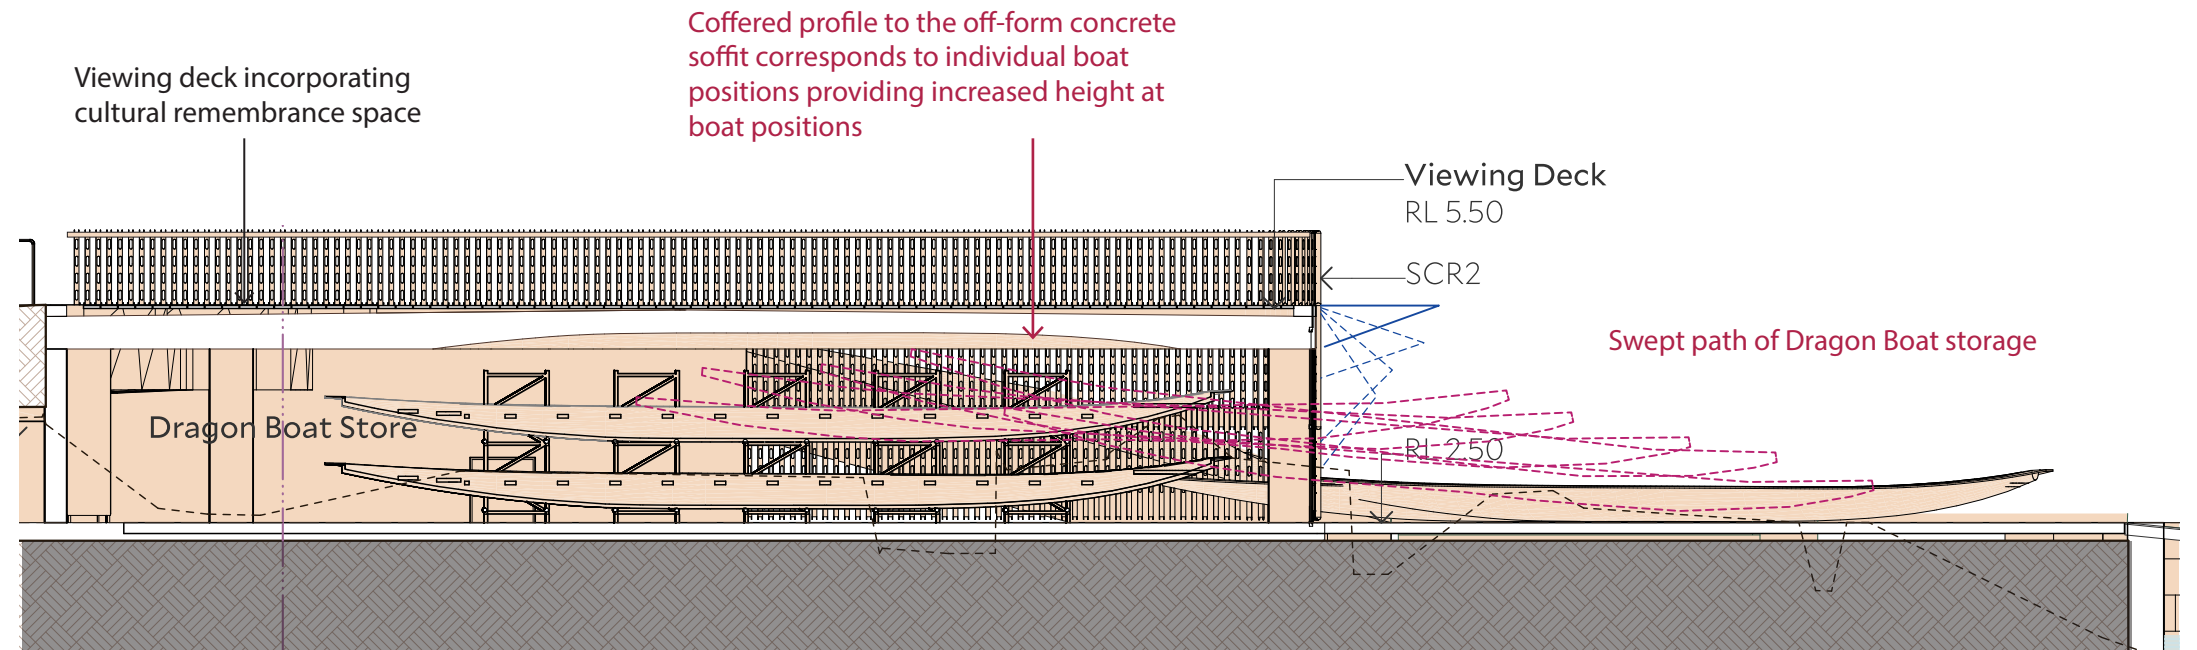 Coffered profile to the off-form concrete
soffit corresponds to individual boat
positions providing increased height at
boat positions
Viewing deck incorporating
cultural remembrance space
Viewing Deck
RL 5.50
SCR2
Swept path of Dragon Boat storage
Dragon Boat Store
RL 2.50